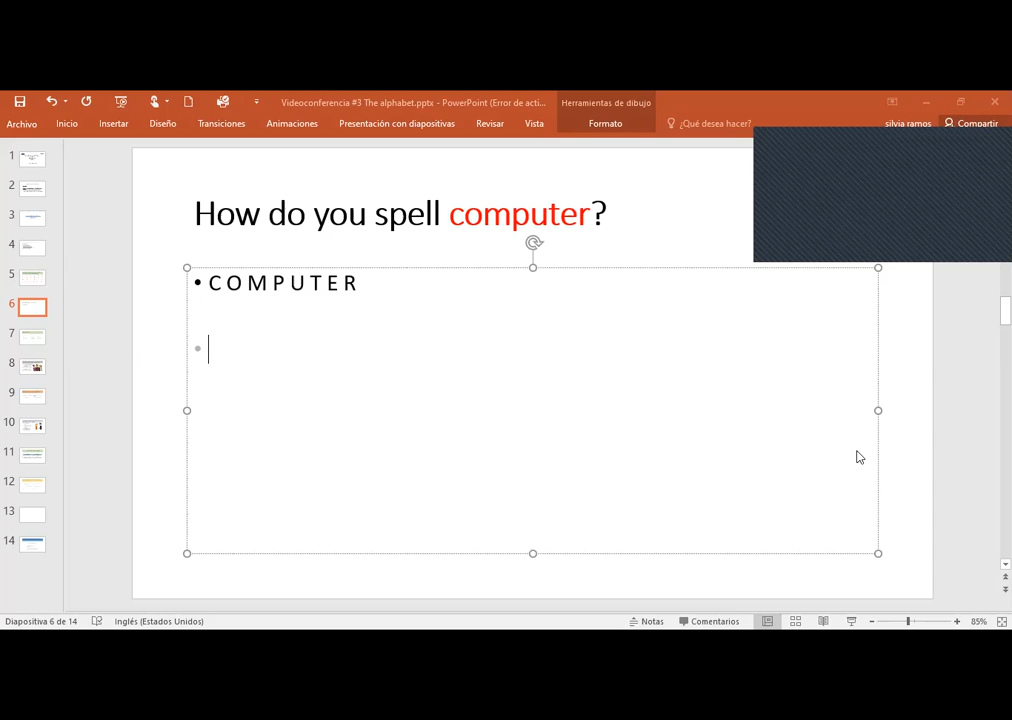 Videoconferencia #3 The alphabet.pptx - PowerPoint (Error de acti...
Herramientas de dibujo
Archivo Inicio Insertar Diseño Transiciones Animaciones Presentación con diapositivas Revisar Vista Formato ¿Qué desea hacer? silvia ramos Compartir
How do you spell computer?
• C O M P U T E R
•
1
2
3
4
5
6
7
8
9
10
11
12
13
14
Diapositiva 6 de 14 Inglés (Estados Unidos) Notas Comentarios 85%